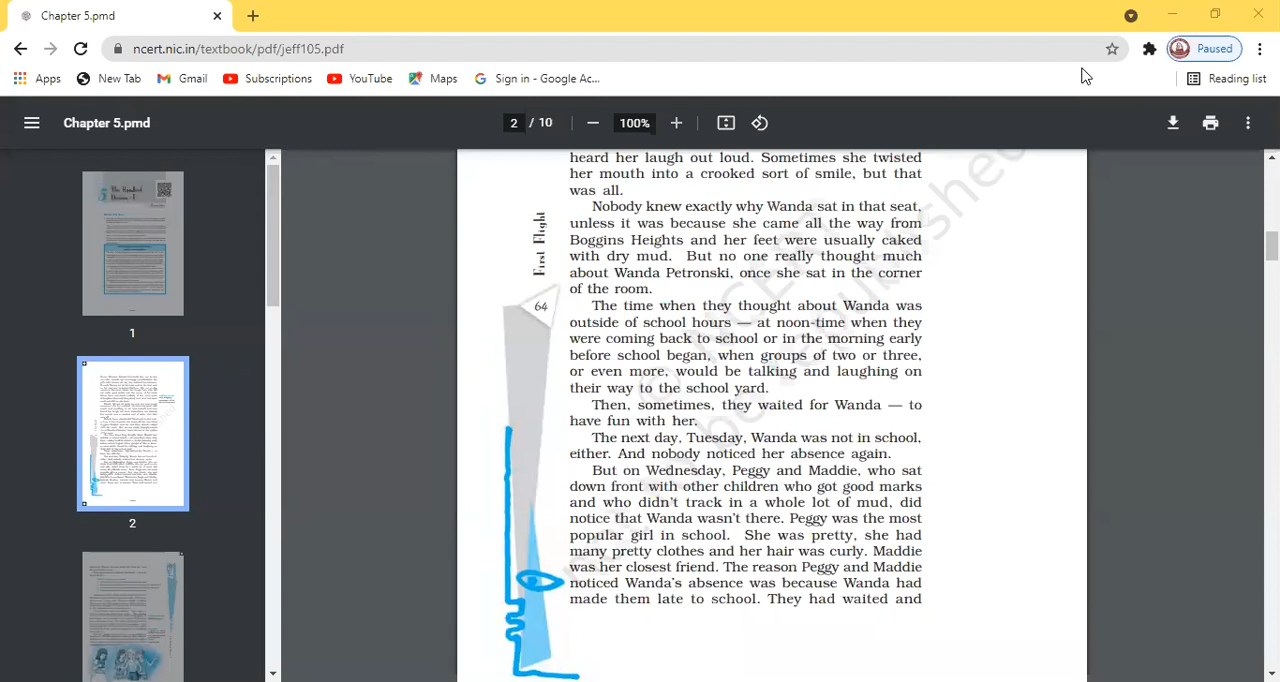 Chapter 5.pmd
ncert.nic.in/textbook/pdf/jeff105.pdf
Paused
Apps
New Tab
Gmail
Subscriptions
YouTube
Maps
Sign in - Google Ac...
Reading list
Chapter 5.pmd
2 / 10
100%
heard her laugh out loud. Sometimes she twisted
her mouth into a crooked sort of smile, but that
was all.
Nobody knew exactly why Wanda sat in that seat,
unless it was because she came all the way from
Boggins Heights and her feet were usually caked
with dry mud. But no one really thought much
about Wanda Petronski, once she sat in the corner
of the room.
The time when they thought about Wanda was
outside of school hours — at noon-time when they
were coming back to school or in the morning early
before school began, when groups of two or three,
or even more, would be talking and laughing on
their way to the school yard.
Then, sometimes, they waited for Wanda — to
have fun with her.
The next day, Tuesday, Wanda was not in school,
either. And nobody noticed her absence again.
But on Wednesday, Peggy and Maddie, who sat
down front with other children who got good marks
and who didn't track in a whole lot of mud, did
notice that Wanda wasn't there. Peggy was the most
popular girl in school. She was pretty, she had
many pretty clothes and her hair was curly. Maddie
was her closest friend. The reason Peggy and Maddie
noticed Wanda's absence was because Wanda had
made them late to school. They had waited and
First Flight
64
5 The Hundred
Dresses–I
1
2